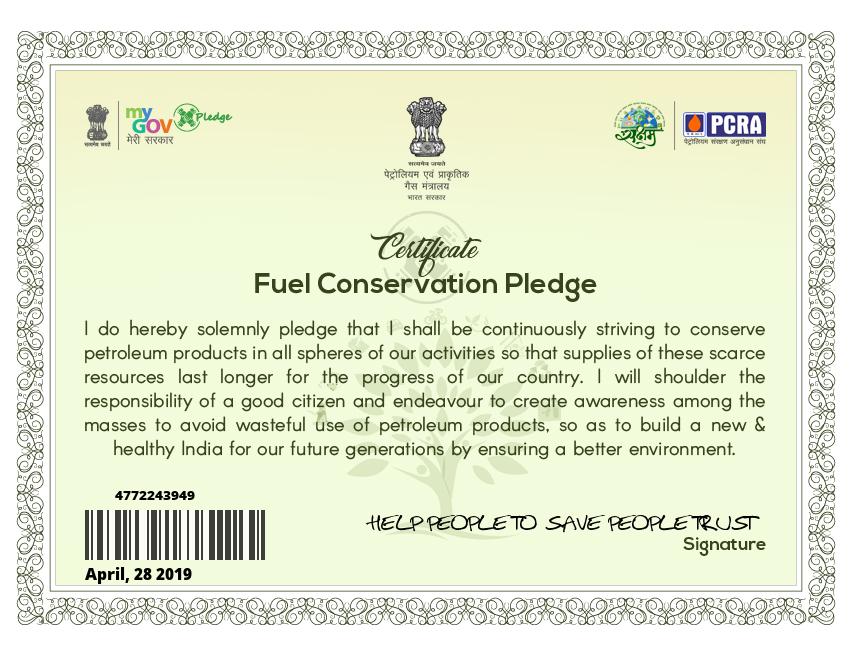 my GOV
मेरी सरकार
Pledge
सत्यमेव जयते
सत्यमेव जयते
पेट्रोलियम एवं प्राकृतिक
गैस मंत्रालय
भारत सरकार
सक्षम
PCRA
पेट्रोलियम संरक्षण अनुसंधान संघ
Certificate
Fuel Conservation Pledge
I do hereby solemnly pledge that I shall be continuously striving to conserve
petroleum products in all spheres of our activities so that supplies of these scarce
resources last longer for the progress of our country. I will shoulder the
responsibility of a good citizen and endeavour to create awareness among the
masses to avoid wasteful use of petroleum products, so as to build a new &
healthy India for our future generations by ensuring a better environment.
4772243949
April, 28 2019
HELP PEOPLE TO SAVE PEOPLE TRUST
Signature